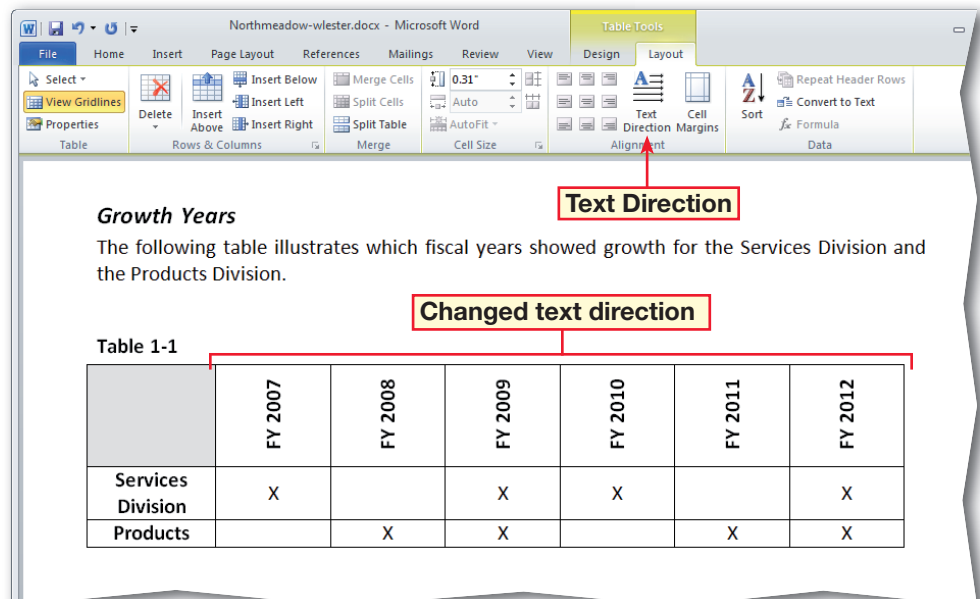 Northmeadow-wlester.docx - Microsoft Word
Table Tools
File Home Insert Page Layout References Mailings Review View Design Layout
Select
View Gridlines
Properties
Table
Delete
Insert Above
Insert Below
Insert Left
Insert Right
Rows & Columns
Merge Cells
Split Cells
Split Table
Merge
0.31"
Auto
AutoFit
Cell Size
Text Direction
Cell Margins
Alignment
Sort
Repeat Header Rows
Convert to Text
Formula
Data
Text Direction
Growth Years
The following table illustrates which fiscal years showed growth for the Services Division and
the Products Division.
Changed text direction
Table 1-1
FY 2007 FY 2008 FY 2009 FY 2010 FY 2011 FY 2012
Services
Division X X X X
Products X X X X